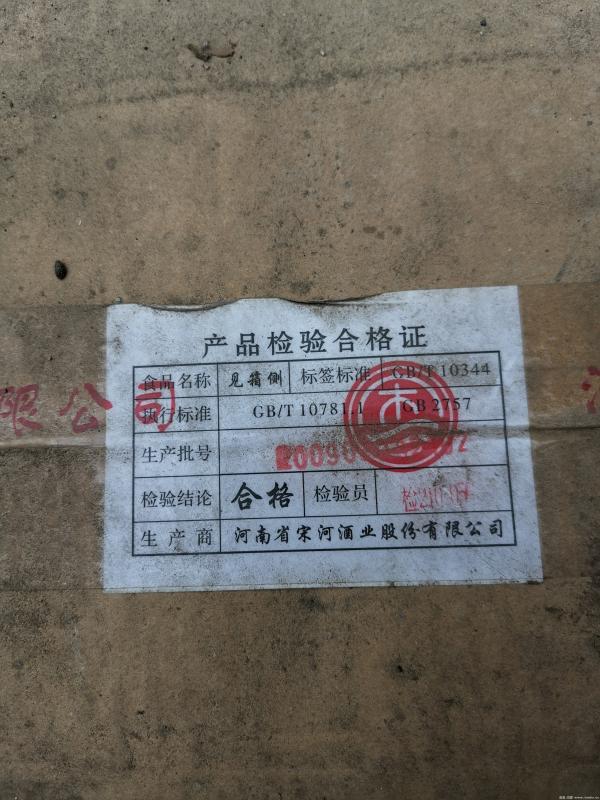 产品检验合格证
食品名称 见箱侧 标签标准 GB/T 10344
执行标准 GB/T 10781.1 GB 2757
生产批号
检验结论 合格 检验员
生产商 河南省宋河酒业股份有限公司
限公司